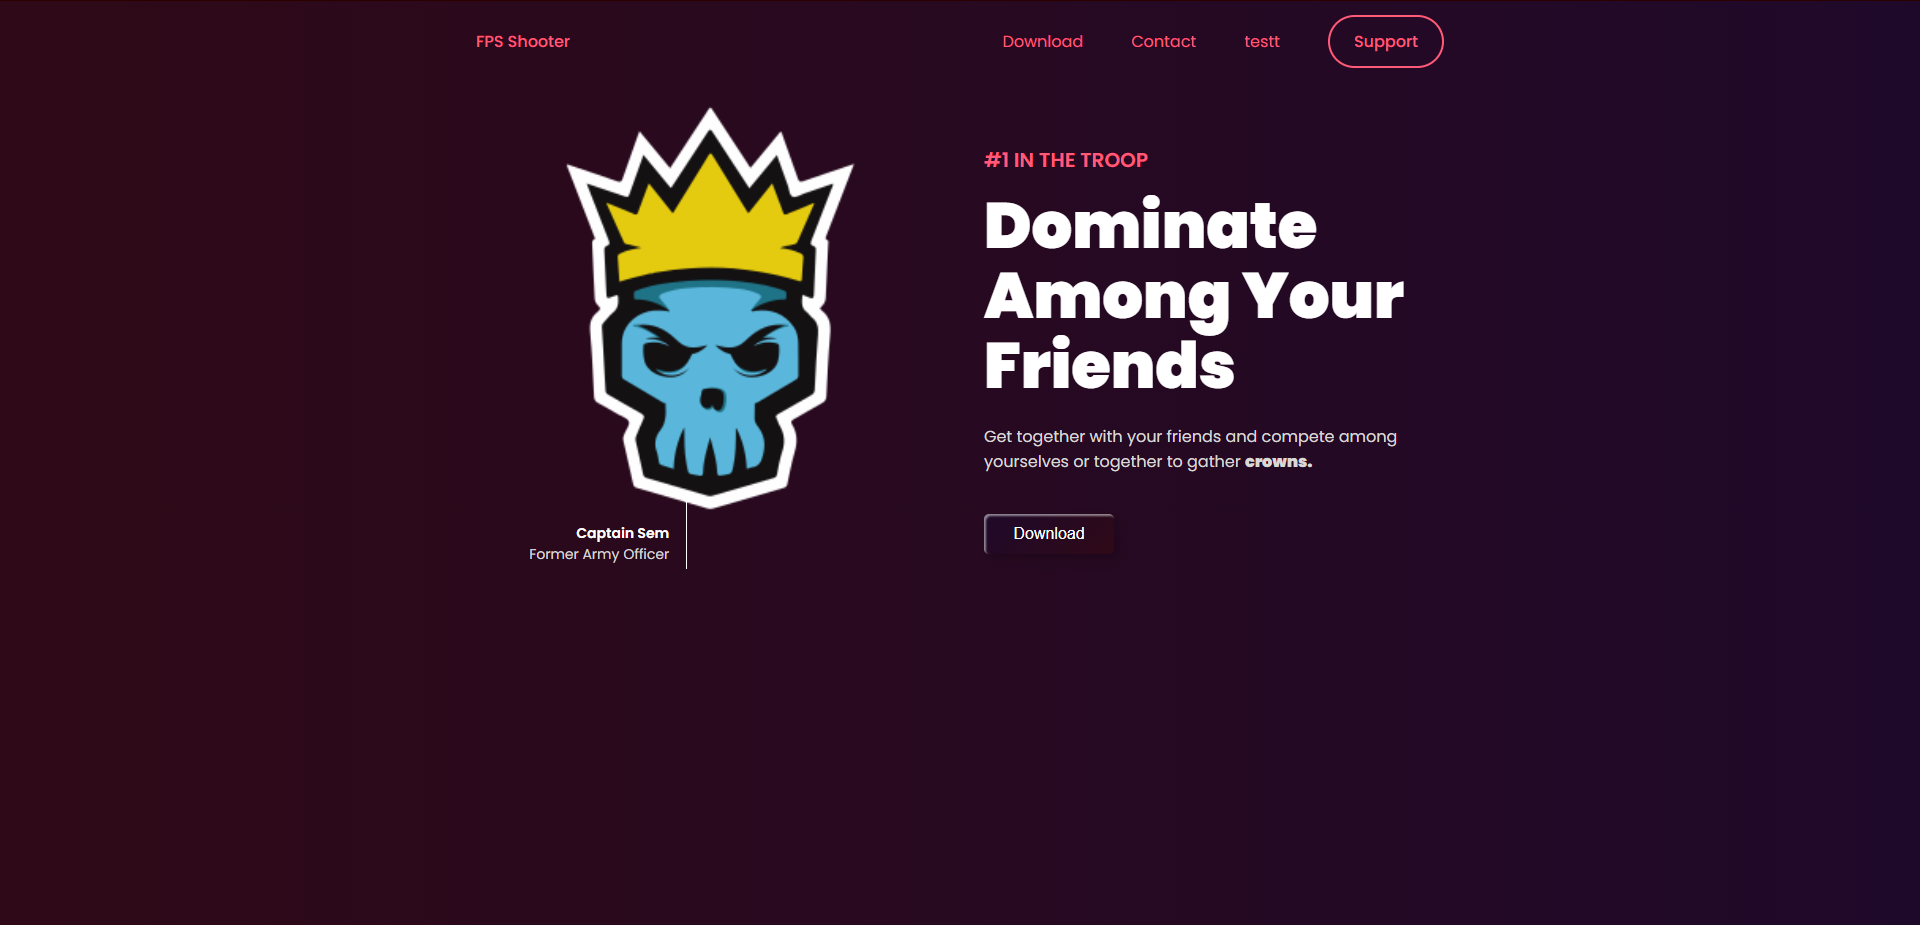 FPS Shooter
Download
Contact
testt
Support
#1 IN THE TROOP
Dominate
Among Your
Friends
Get together with your friends and compete among
yourselves or together to gather crowns.
Download
Captain Sem
Former Army Officer